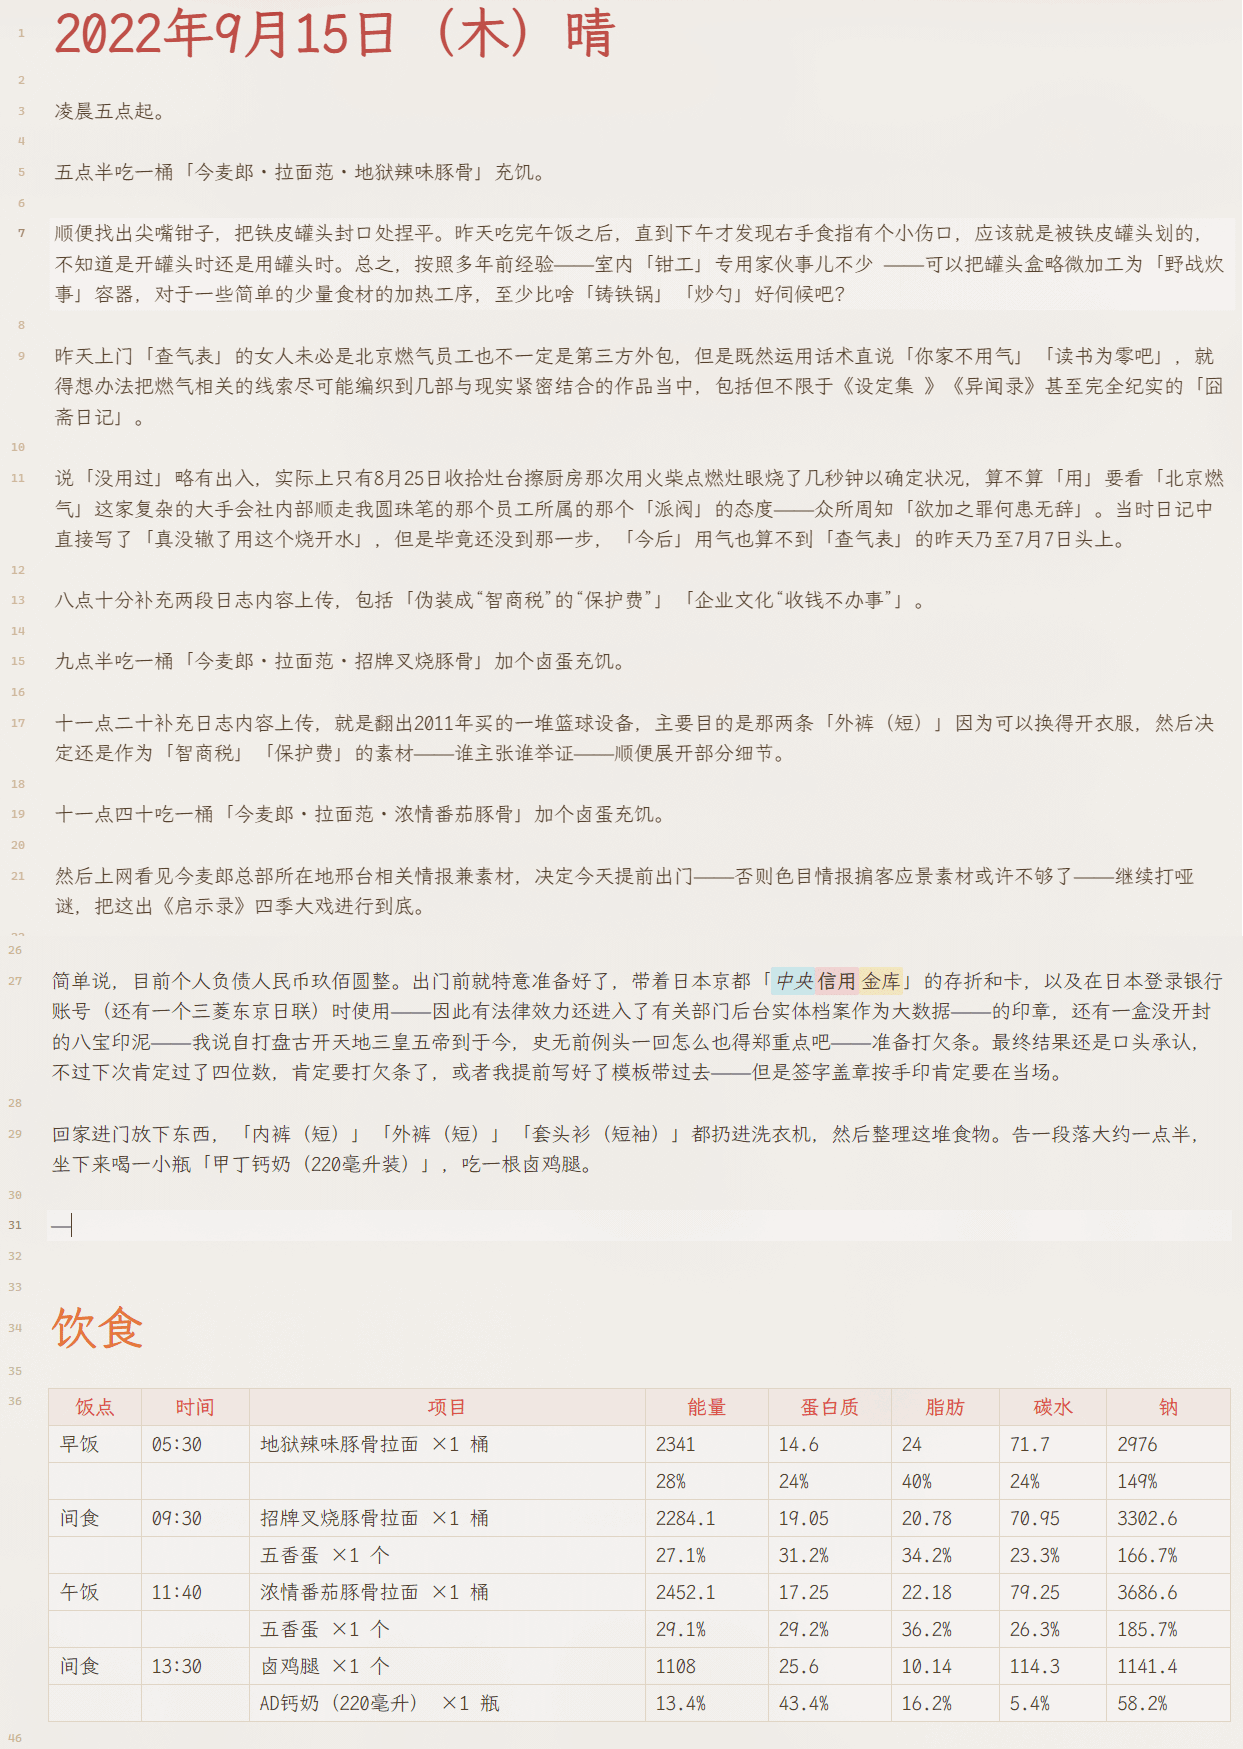 1 2022年9月15日（木）晴
2
3 凌晨五点起。
4
5 五点半吃一桶「今麦郎・拉面范・地狱辣味豚骨」充饥。
6
7 顺便找出尖嘴钳子，把铁皮罐头封口处捏平。昨天吃完午饭之后，直到下午才发现右手食指有个小伤口，应该就是被铁皮罐头划的，
不知道是开罐头时还是用罐头时。总之，按照多年前经验——室内「钳工」专用家伙事儿不少 ——可以把罐头盒略微加工为「野战炊
事」容器，对于一些简单的少量食材的加热工序，至少比啥「铸铁锅」「炒勺」好伺候吧？
8
9 昨天上门「查气表」的女人未必是北京燃气员工也不一定是第三方外包，但是既然运用话术直说「你家不用气」「读书为零吧」，就
得想办法把燃气相关的线索尽可能编织到几部与现实紧密结合的作品当中，包括但不限于《设定集 》《异闻录》甚至完全纪实的「囧
斋日记」。
10
11 说「没用过」略有出入，实际上只有8月25日收拾灶台擦厨房那次用火柴点燃灶眼烧了几秒钟以确定状况，算不算「用」要看「北京燃
气」这家复杂的大手会社内部顺走我圆珠笔的那个员工所属的那个「派阀」的态度——众所周知「欲加之罪何患无辞」。当时日记中
直接写了「真没辙了用这个烧开水」，但是毕竟还没到那一步，「今后」用气也算不到「查气表」的昨天乃至7月7日头上。
12
13 八点十分补充两段日志内容上传，包括「伪装成“智商税”的“保护费”」「企业文化“收钱不办事”」。
14
15 九点半吃一桶「今麦郎・拉面范・招牌叉烧豚骨」加个卤蛋充饥。
16
17 十一点二十补充日志内容上传，就是翻出2011年买的一堆篮球设备，主要目的是那两条「外裤（短）」因为可以换得开衣服，然后决
定还是作为「智商税」「保护费」的素材——谁主张谁举证——顺便展开部分细节。
18
19 十一点四十吃一桶「今麦郎・拉面范・浓情番茄豚骨」加个卤蛋充饥。
20
21 然后上网看见今麦郎总部所在地邢台相关情报兼素材，决定今天提前出门——否则色目情报掮客应景素材或许不够了——继续打哑
谜，把这出《启示录》四季大戏进行到底。
26
27 简单说，目前个人负债人民币玖佰圆整。出门前就特意准备好了，带着日本京都「中央信用金库」的存折和卡，以及在日本登录银行
账号（还有一个三菱东京日联）时使用——因此有法律效力还进入了有关部门后台实体档案作为大数据——的印章，还有一盒没开封
的八宝印泥——我说自打盘古开天地三皇五帝到于今，史无前例头一回怎么也得郑重点吧——准备打欠条。最终结果还是口头承认，
不过下次肯定过了四位数，肯定要打欠条了，或者我提前写好了模板带过去——但是签字盖章按手印肯定要在当场。
28
29 回家进门放下东西，「内裤（短）」「外裤（短）」「套头衫（短袖）」都扔进洗衣机，然后整理这堆食物。告一段落大约一点半，
坐下来喝一小瓶「甲丁钙奶（220毫升装）」，吃一根卤鸡腿。
30
31 —
32
33
34 饮食
35
36 饭点 时间 项目 能量 蛋白质 脂肪 碳水 钠
早饭 05:30 地狱辣味豚骨拉面 ×1 桶 2341 14.6 24 71.7 2976
28% 24% 40% 24% 149%
间食 09:30 招牌叉烧豚骨拉面 ×1 桶 2284.1 19.05 20.78 70.95 3302.6
五香蛋 ×1 个 27.1% 31.2% 34.2% 23.3% 166.7%
午饭 11:40 浓情番茄豚骨拉面 ×1 桶 2452.1 17.25 22.18 79.25 3686.6
五香蛋 ×1 个 29.1% 29.2% 36.2% 26.3% 185.7%
间食 13:30 卤鸡腿 ×1 个 1108 25.6 10.14 114.3 1141.4
AD钙奶（220毫升） ×1 瓶 13.4% 43.4% 16.2% 5.4% 58.2%
46